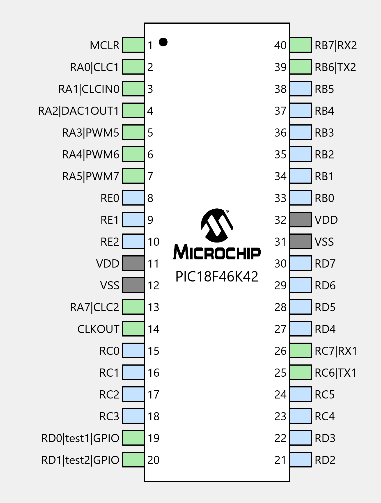 MCLR 1 40 RB7|RX2
RA0|CLC1 2 39 RB6|TX2
RA1|CLCIN0 3 38 RB5
RA2|DAC1OUT1 4 37 RB4
RA3|PWM5 5 36 RB3
RA4|PWM6 6 35 RB2
RA5|PWM7 7 34 RB1
RE0 8 33 RB0
RE1 9 32 VDD
RE2 10 31 VSS
MICROCHIP
VDD 11 30 RD7
PIC18F46K42
VSS 12 29 RD6
RA7|CLC2 13 28 RD5
CLKOUT 14 27 RD4
RC0 15 26 RC7|RX1
RC1 16 25 RC6|TX1
RC2 17 24 RC5
RC3 18 23 RC4
RD0|test1|GPIO 19 22 RD3
RD1|test2|GPIO 20 21 RD2